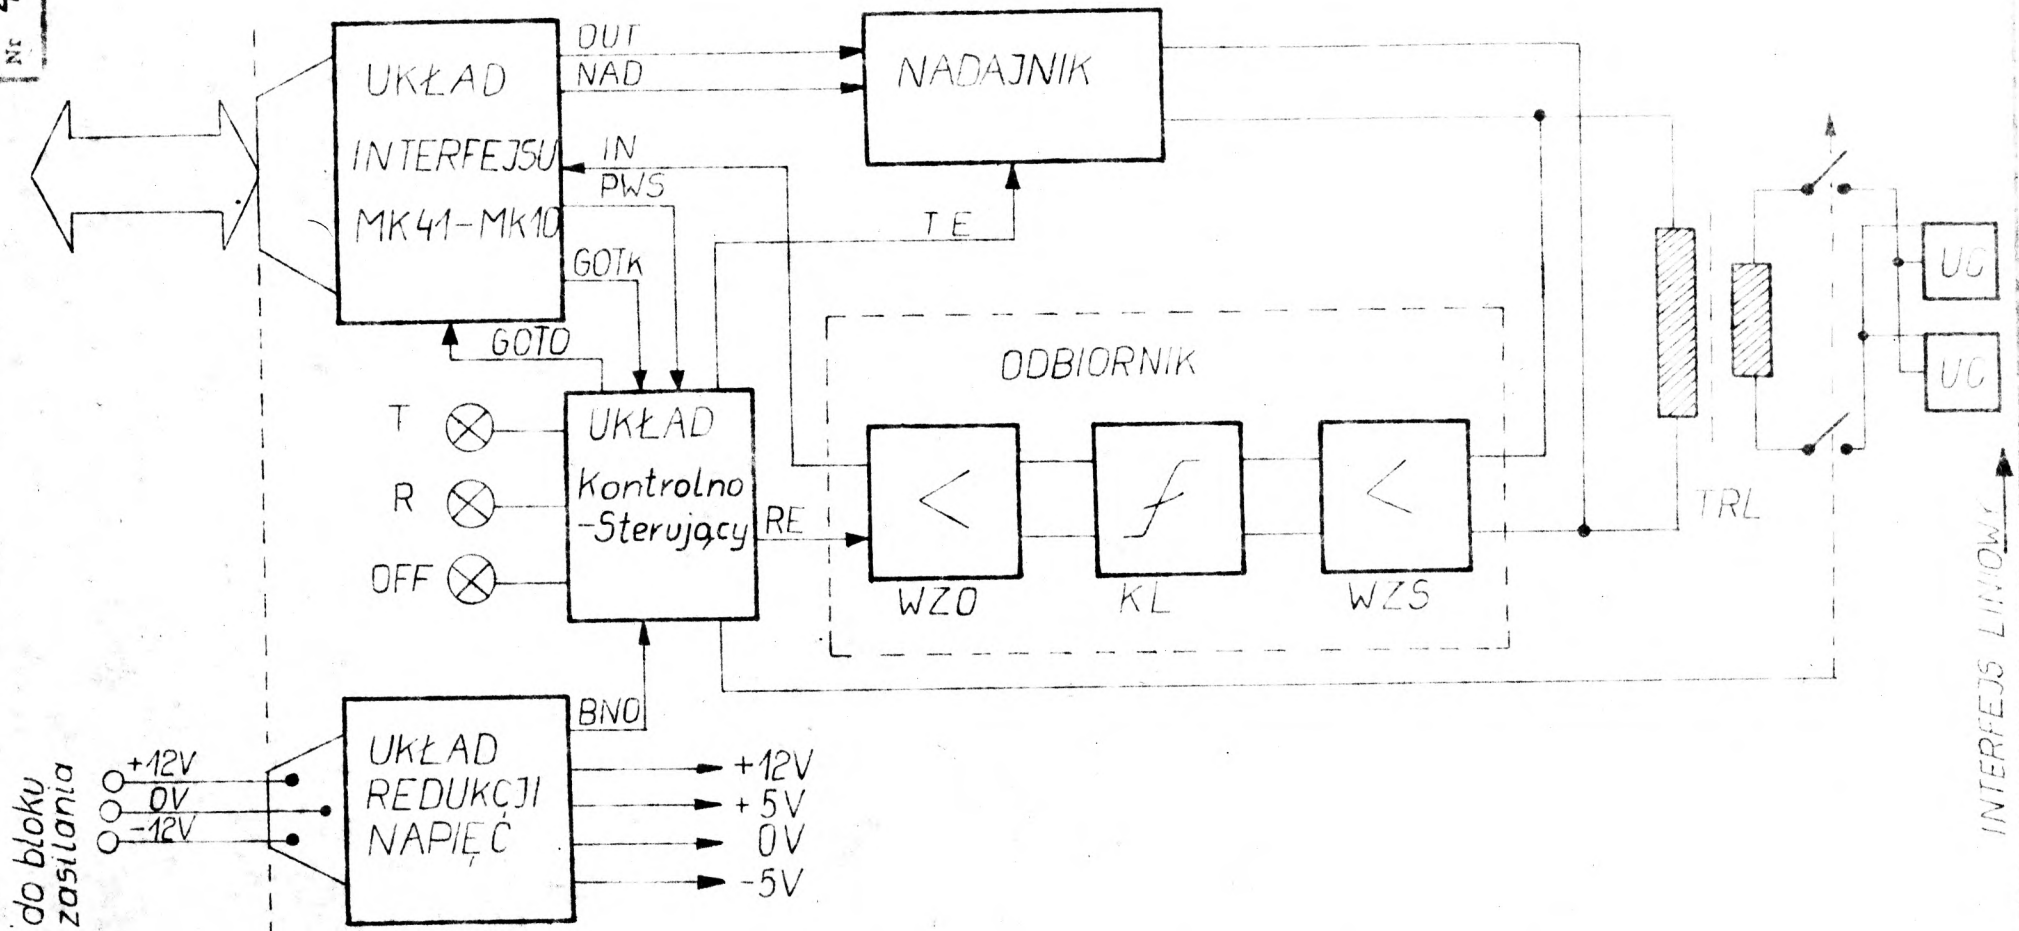 Nr
UKŁAD
INTERFEJSU
MK41-MK10
OUT
NAD
IN
PWS
GOTK
GOTO
NADAJNIK
TE
ODBIORNIK
UC
UC
T
R
OFF
UKŁAD
Kontrolno
-Sterujący
RE
WZO
KL
WZS
TRL
INTERFEJS LINIOWY
BNO
UKŁAD
REDUKCJI
NAPIĘĆ
+12V
0V
-12V
do bloku
zasilania
+12V
+5V
0V
-5V